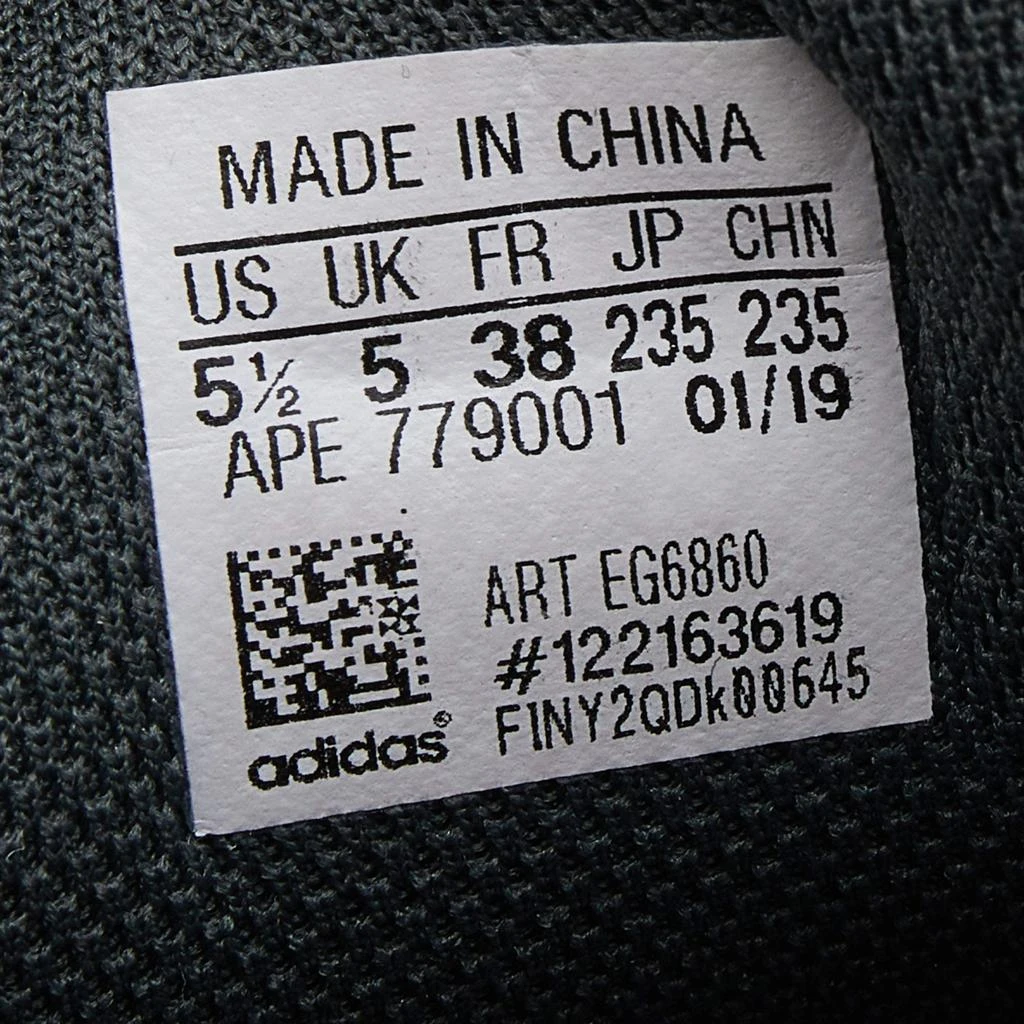 MADE IN CHINA
US UK FR JP CHN
5½ 5 38 235 235
APE 779001 01/19
ART EG6860
#122163619
FINY2QDk00645
adidas®